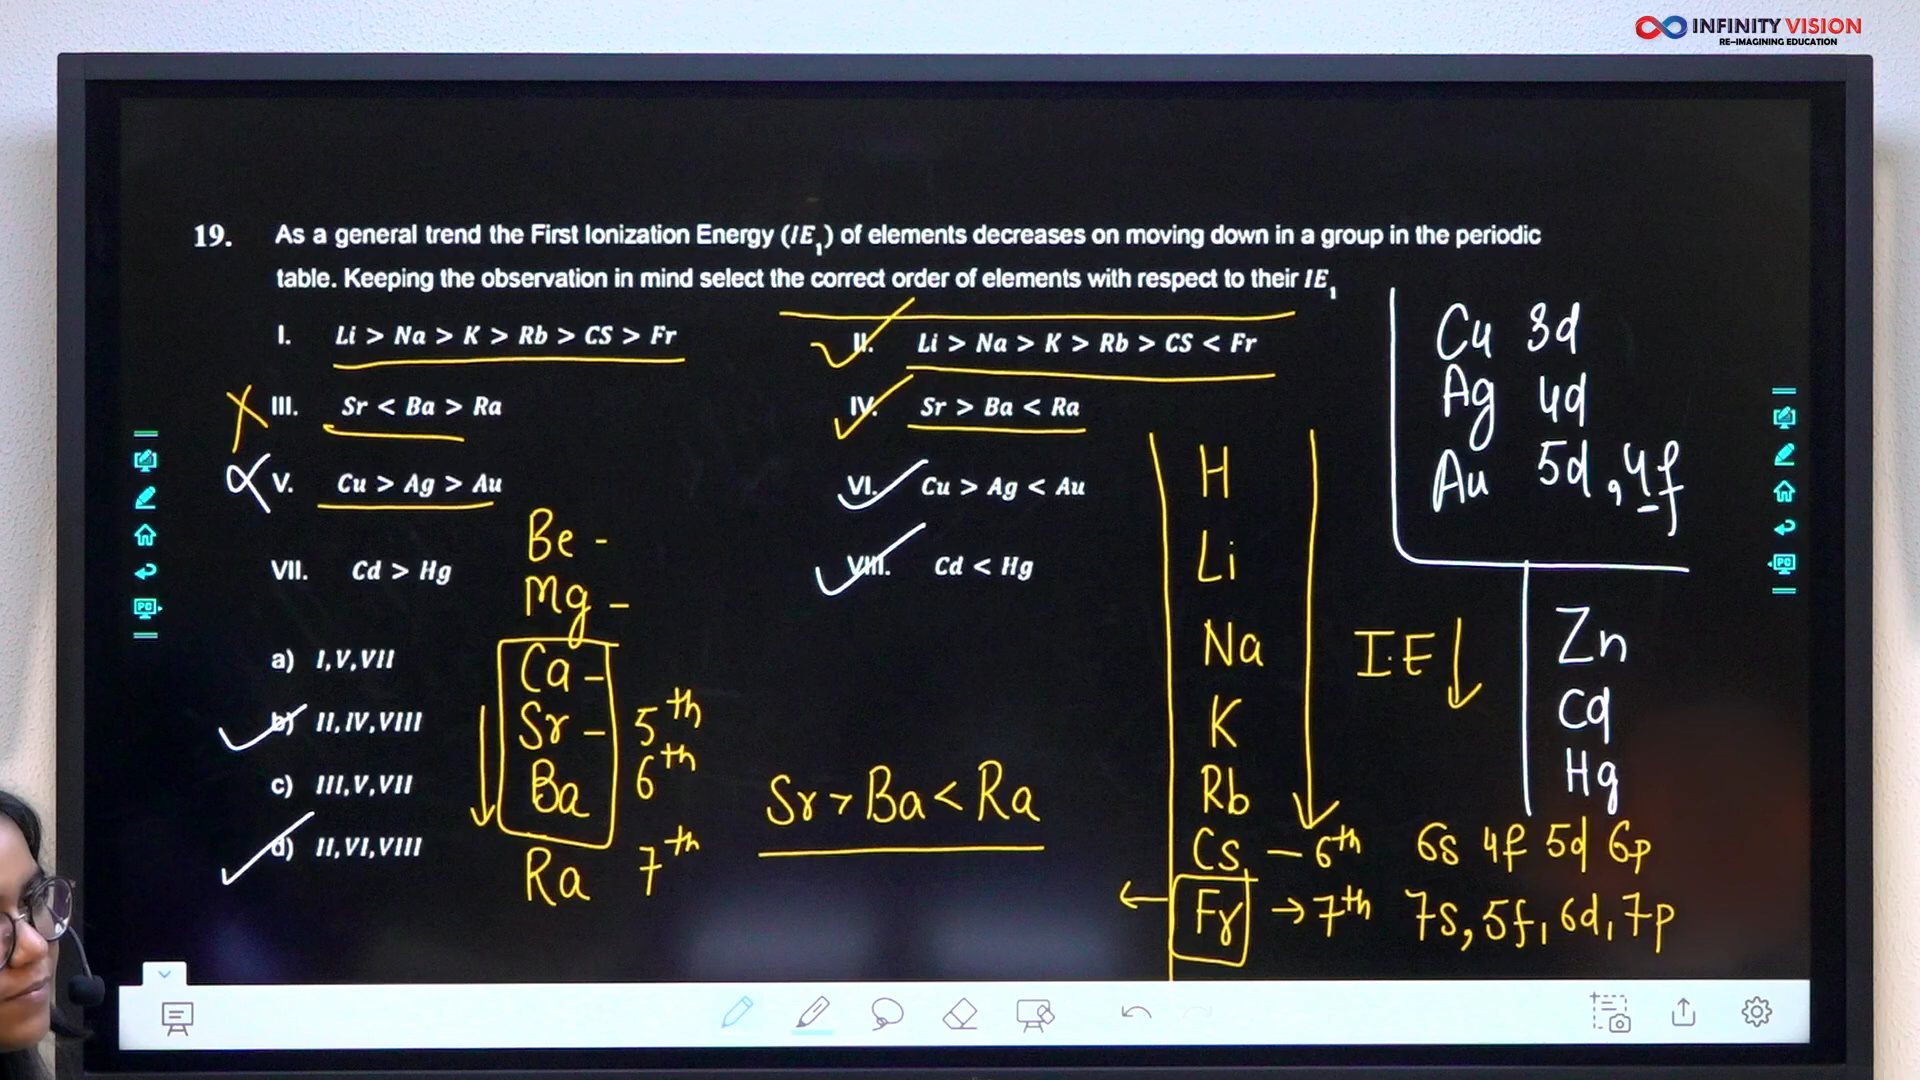 INFINITY VISION
RE-IMAGINING EDUCATION
19. As a general trend the First Ionization Energy (IE₁) of elements decreases on moving down in a group in the periodic
table. Keeping the observation in mind select the correct order of elements with respect to their IE₁
I. Li > Na > K > Rb > CS > Fr
II. Li > Na > K > Rb > CS < Fr
III. Sr < Ba > Ra
IV. Sr > Ba < Ra
V. Cu > Ag > Au
VI. Cu > Ag < Au
VII. Cd > Hg
VIII. Cd < Hg
a) I,V,VII
b) II,IV,VIII
c) III,V,VII
d) II,VI,VIII
Be -
Mg -
Ca -
Sr - 5th
Ba 6th
Ra 7th
Sr > Ba < Ra
H
Li
Na
K
Rb
Cs - 6th 6s 4f 5d 6p
Fr → 7th 7s, 5f, 6d, 7p
I.E ↓
Cu 3d
Ag 4d
Au 5d, 4f
Zn
Cd
Hg
PC
PC